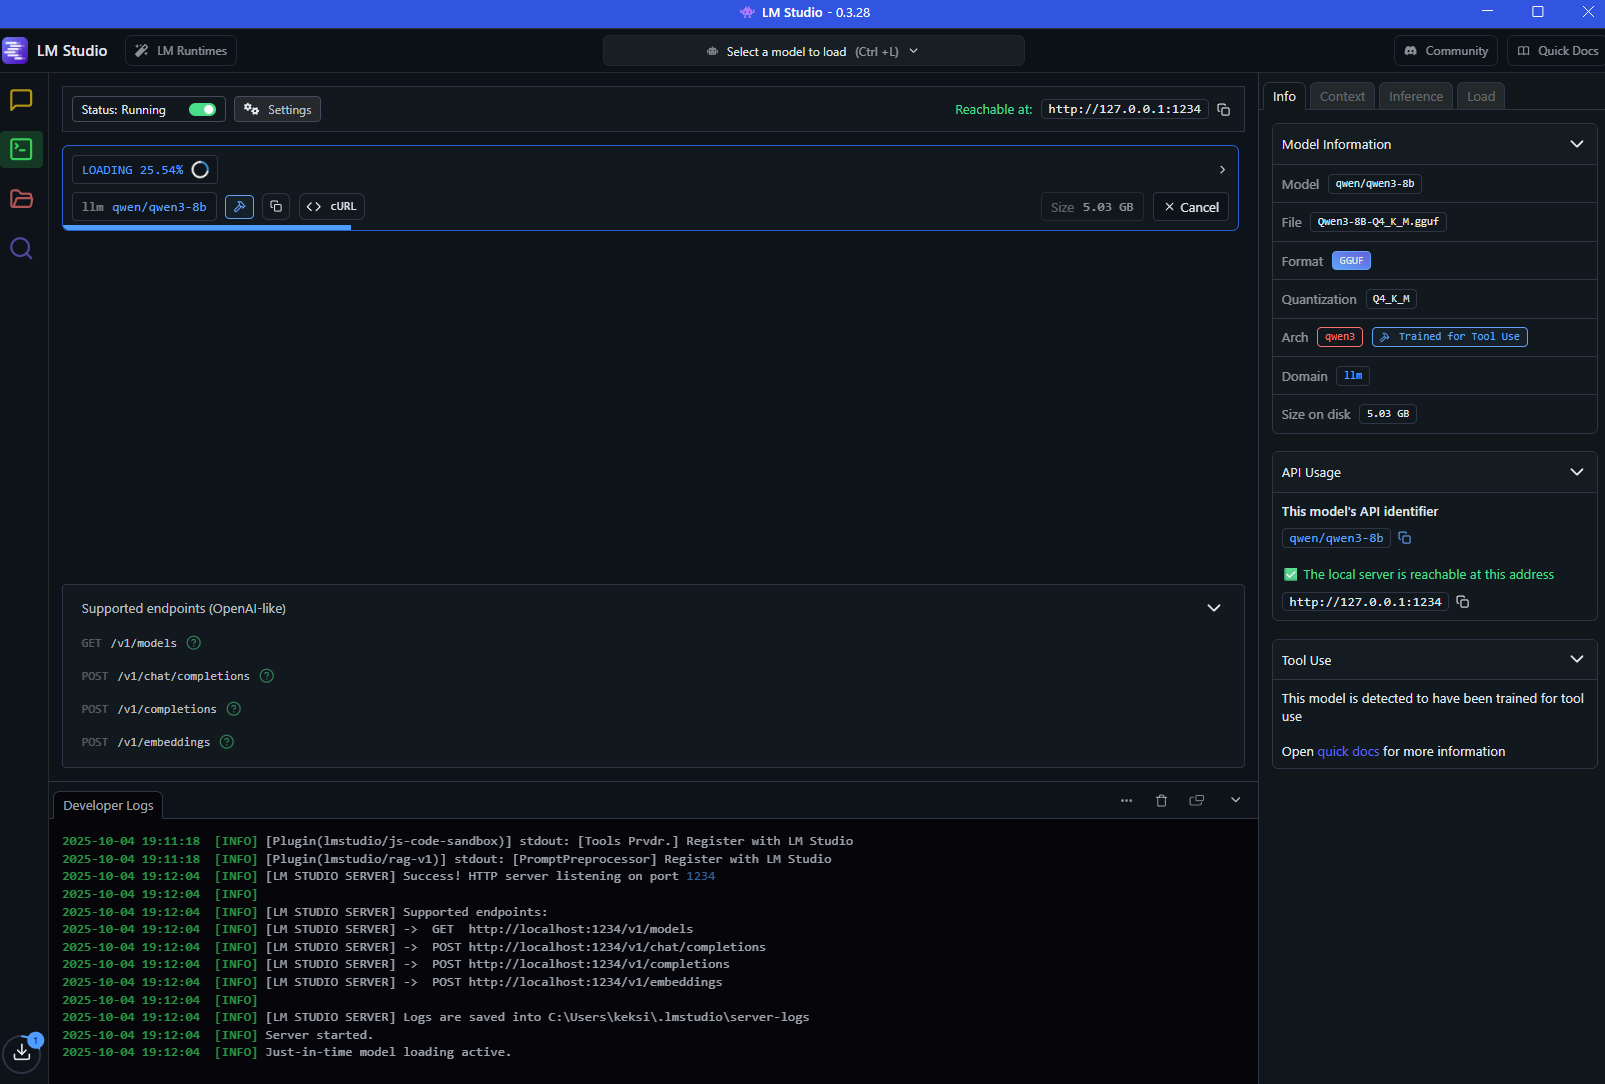 LM Studio - 0.3.28
LM Studio
LM Runtimes
Select a model to load (Ctrl +L)
Community
Quick Docs
Status: Running
Settings
Reachable at: http://127.0.0.1:1234
LOADING 25.54%
llm qwen/qwen3-8b
cURL
Size 5.03 GB
Cancel
Supported endpoints (OpenAI-like)
GET /v1/models
POST /v1/chat/completions
POST /v1/completions
POST /v1/embeddings
Info
Context
Inference
Load
Model Information
Model qwen/qwen3-8b
File Qwen3-8B-Q4_K_M.gguf
Format GGUF
Quantization Q4_K_M
Arch qwen3 Trained for Tool Use
Domain llm
Size on disk 5.03 GB
API Usage
This model's API identifier
qwen/qwen3-8b
The local server is reachable at this address
http://127.0.0.1:1234
Tool Use
This model is detected to have been trained for tool
use
Open quick docs for more information
Developer Logs
2025-10-04 19:11:18 [INFO] [Plugin(lmstudio/js-code-sandbox)] stdout: [Tools Prvdr.] Register with LM Studio
2025-10-04 19:11:18 [INFO] [Plugin(lmstudio/rag-v1)] stdout: [PromptPreprocessor] Register with LM Studio
2025-10-04 19:12:04 [INFO] [LM STUDIO SERVER] Success! HTTP server listening on port 1234
2025-10-04 19:12:04 [INFO]
2025-10-04 19:12:04 [INFO] [LM STUDIO SERVER] Supported endpoints:
2025-10-04 19:12:04 [INFO] [LM STUDIO SERVER] -> GET http://localhost:1234/v1/models
2025-10-04 19:12:04 [INFO] [LM STUDIO SERVER] -> POST http://localhost:1234/v1/chat/completions
2025-10-04 19:12:04 [INFO] [LM STUDIO SERVER] -> POST http://localhost:1234/v1/completions
2025-10-04 19:12:04 [INFO] [LM STUDIO SERVER] -> POST http://localhost:1234/v1/embeddings
2025-10-04 19:12:04 [INFO]
2025-10-04 19:12:04 [INFO] [LM STUDIO SERVER] Logs are saved into C:\Users\keksi\.lmstudio\server-logs
2025-10-04 19:12:04 [INFO] Server started.
2025-10-04 19:12:04 [INFO] Just-in-time model loading active.
1